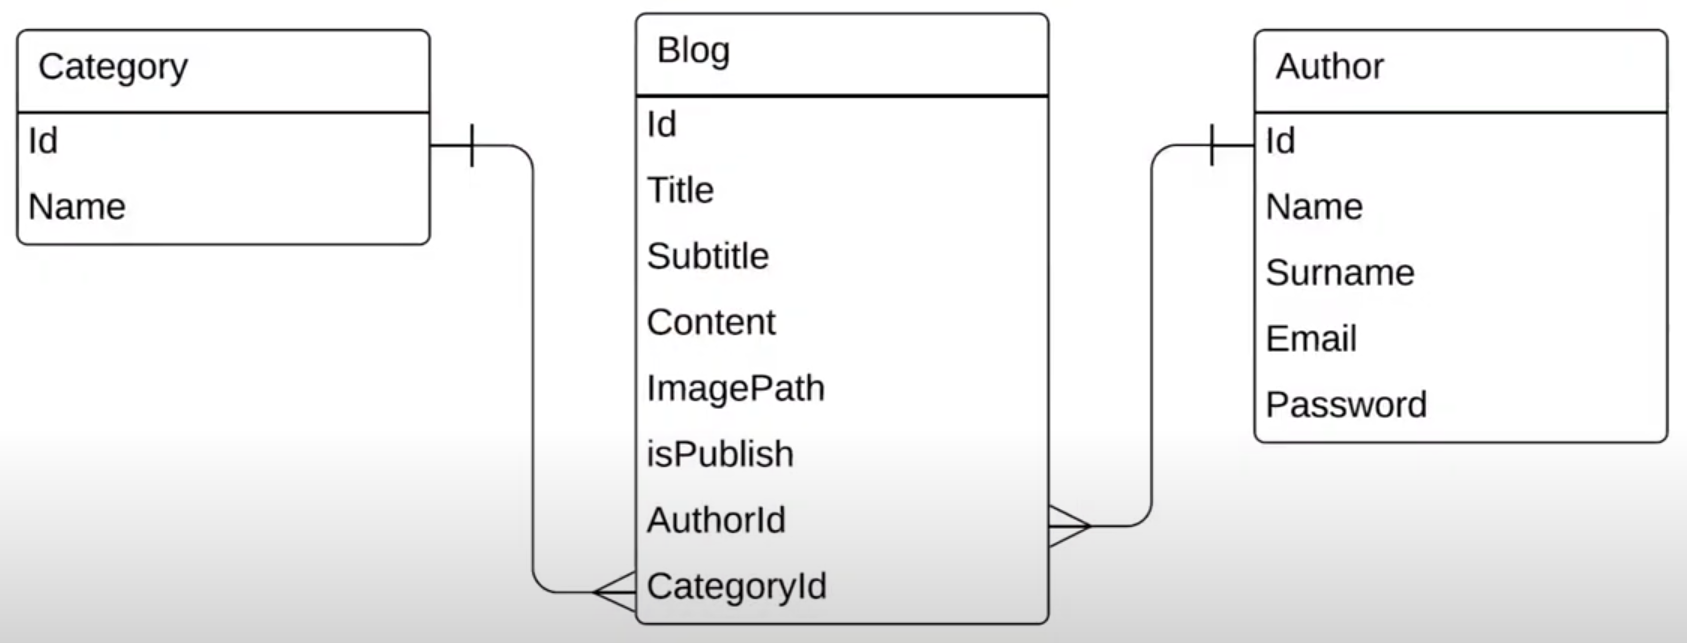 Category
Id
Name
Blog
Id
Title
Subtitle
Content
ImagePath
isPublish
AuthorId
CategoryId
Author
Id
Name
Surname
Email
Password